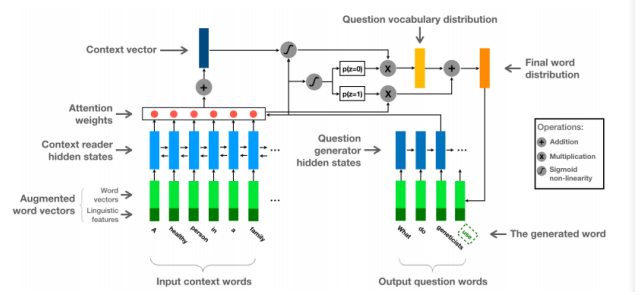 Question vocabulary distribution
Context vector
p(z=0)
p(z=1)
Final word
distribution
Attention
weights
Context reader
hidden states
Question
generator
hidden states
Operations:
Addition
Multiplication
Sigmoid
non-linearity
Augmented
word vectors
Word
vectors
Linguistic
features
A
healthy
person
in
a
family
...
...
...
What
do
geneticists
use
The generated word
Input context words
Output question words